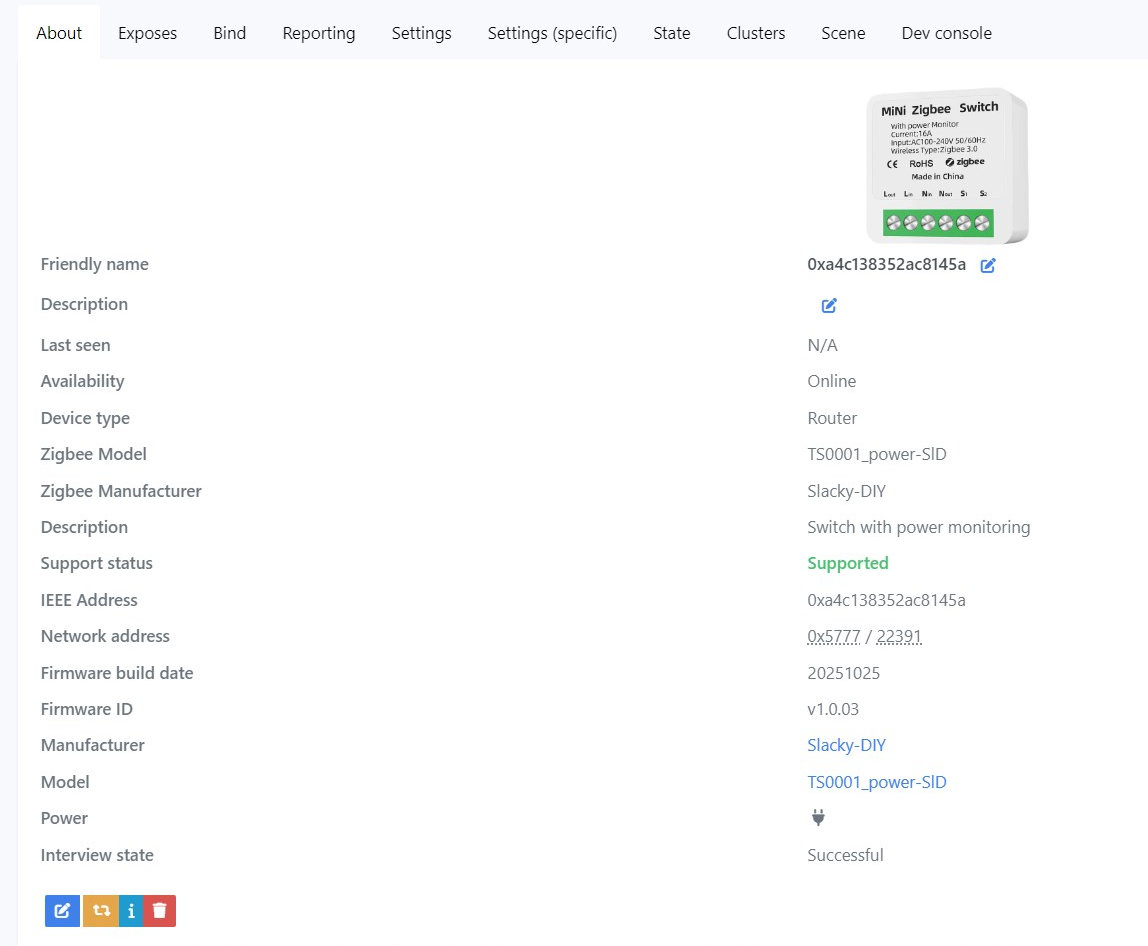 About Exposes Bind Reporting Settings Settings (specific) State Clusters Scene Dev console
MiNi Zigbee Switch
With power Monitor
Current:16A
Input:AC100-240V 50/60Hz
Wireless Type:Zigbee 3.0
CE RoHS zigbee
Made in China
Lout Lin Nin Nout S1 S2
Friendly name 0xa4c138352ac8145a
Description
Last seen N/A
Availability Online
Device type Router
Zigbee Model TS0001_power-SlD
Zigbee Manufacturer Slacky-DIY
Description Switch with power monitoring
Support status Supported
IEEE Address 0xa4c138352ac8145a
Network address 0x5777 / 22391
Firmware build date 20251025
Firmware ID v1.0.03
Manufacturer Slacky-DIY
Model TS0001_power-SlD
Power
Interview state Successful